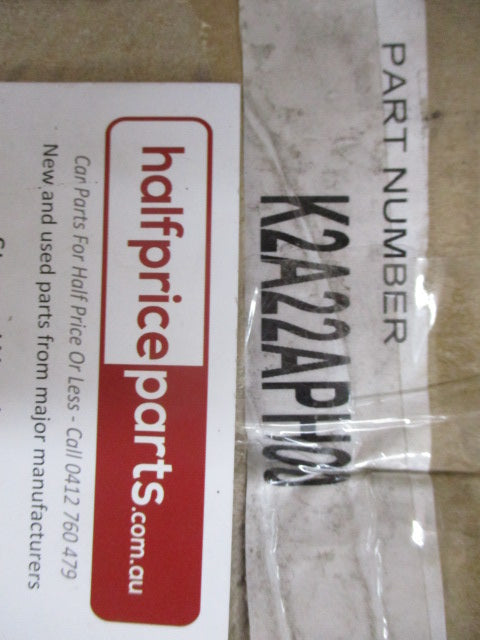 PART NUMBER
K2A22APH00
halfpriceparts.com.au
Car Parts For Half Price Or Less - Call 0412 760 479
New and used parts from major manufacturers